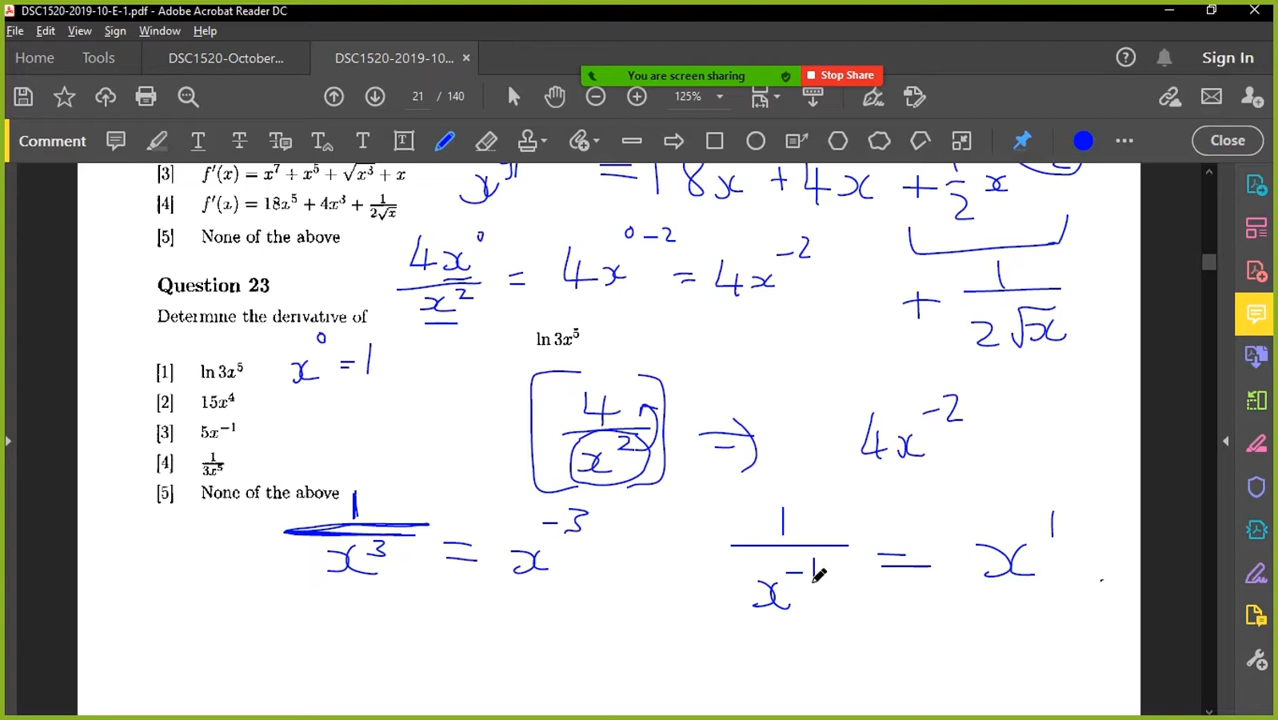 DSC1520-2019-10-E-1.pdf - Adobe Acrobat Reader DC
File Edit View Sign Window Help
Home Tools DSC1520-October... DSC1520-2019-10... × Sign In
You are screen sharing Stop Share
21 / 140 125%
Comment T T T T Close
[3] f′(x) = x⁷ + x⁵ + √x³ + x
= 18x + 4x + 1/2 x
[4] f′(x) = 18x⁵ + 4x³ + 1/(2√x)
[5] None of the above
4x⁰/x² = 4x⁰⁻² = 4x⁻²
+ 1/(2√x)
Question 23
Determine the derivative of
ln 3x⁵
x⁰ = 1
[1] ln 3x⁵
[2] 15x⁴
[3] 5x⁻¹
[4] 1/(3x⁵)
[5] None of the above
[4/x²] ⇒ 4x⁻²
1/x³ = x⁻³
1/x⁻¹ = x¹